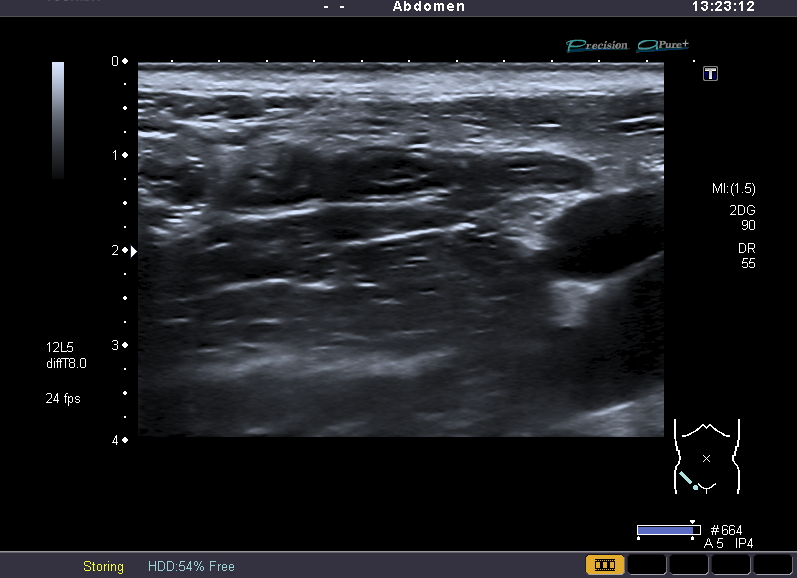 - - Abdomen 13:23:12
Precision APure+
T
0
1
MI:(1.5)
2DG
90
2
DR
55
3
12L5
diffT8.0
24 fps
4
#664
A 5 IP4
Storing HDD:54% Free